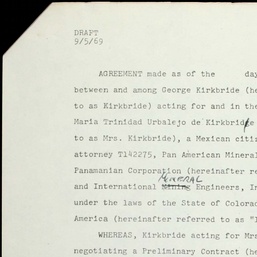 DRAFT
9/5/69
AGREEMENT made as of the day
between and among George Kirkbride (he
to as Kirkbride) acting for and in the
Maria Trinidad Urbalejo de Kirkbride
to as Mrs. Kirkbride), a Mexican citiz
attorney T142275, Pan American Mineral
Panamanian Corporation (hereinafter re
MINERAL
and International Mining Engineers, In
under the laws of the State of Colorad
America (hereinafter referred to as "I
WHEREAS, Kirkbride acting for Mrs
negotiating a Preliminary Contract (he